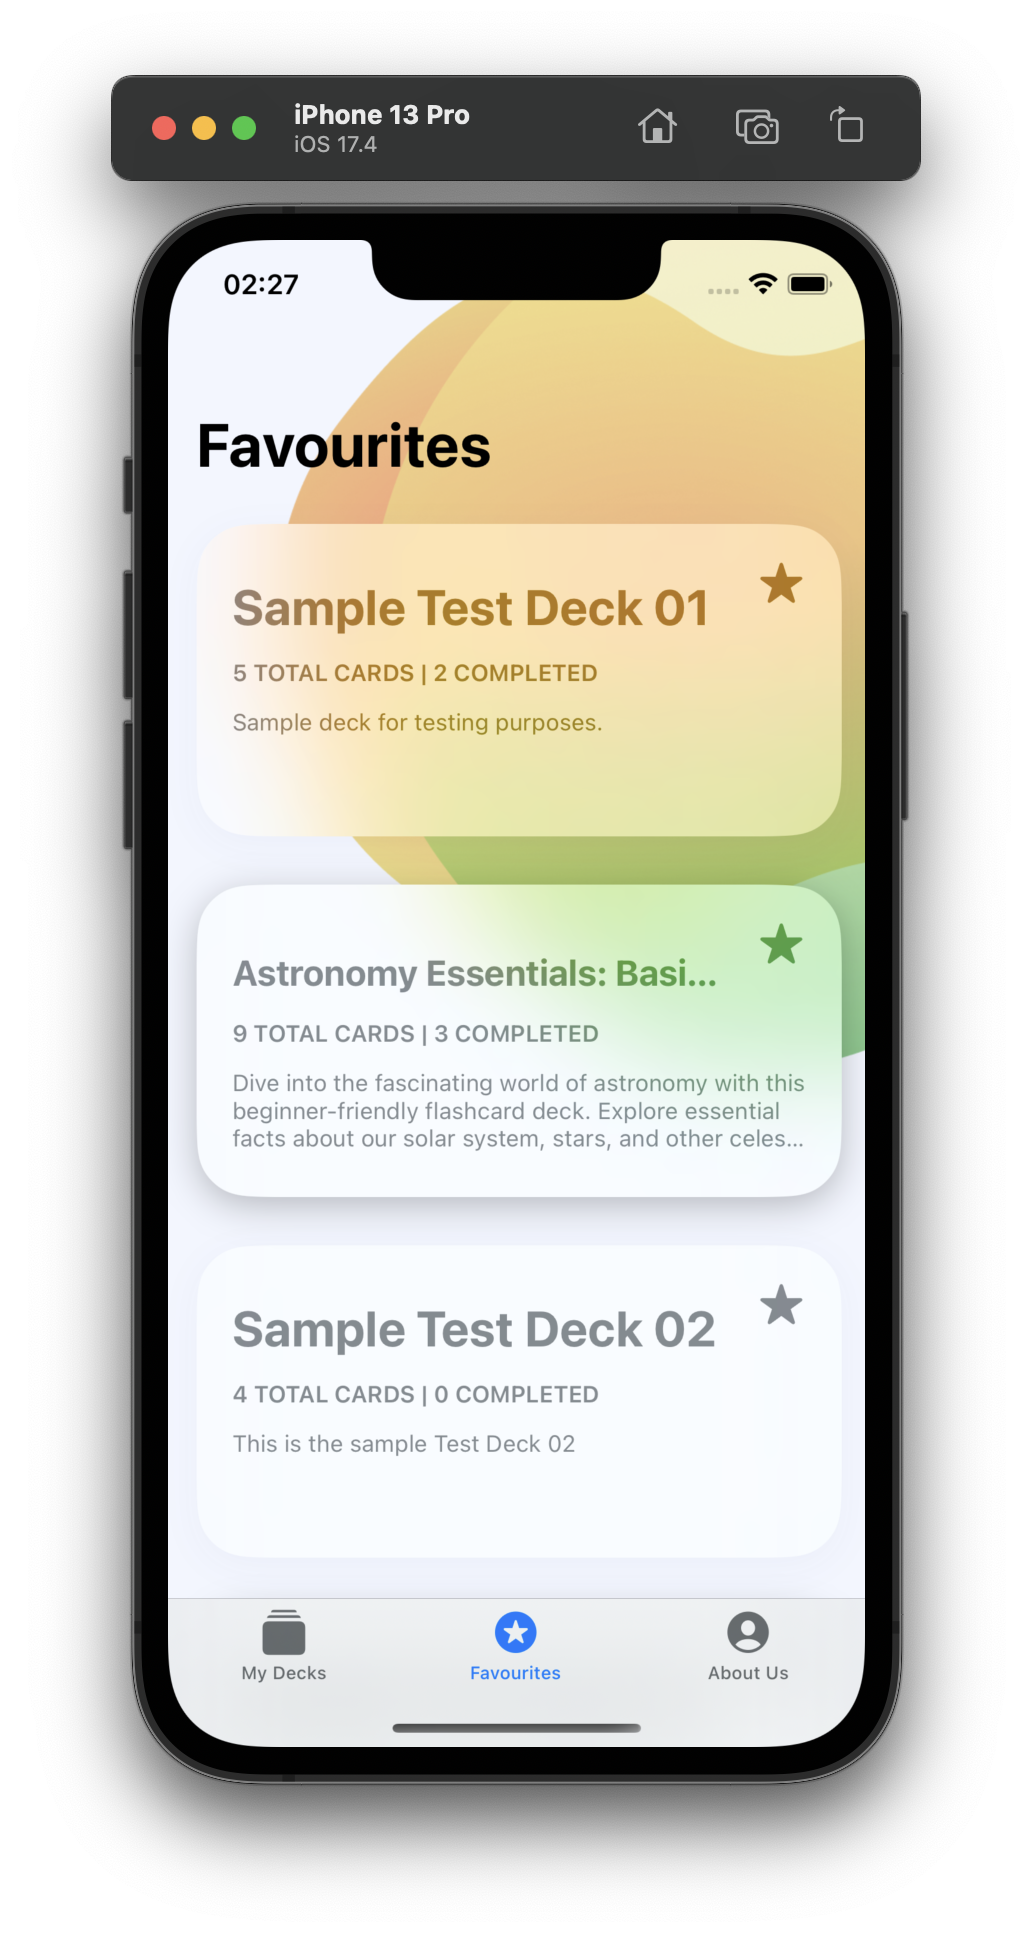 iPhone 13 Pro
iOS 17.4
02:27
Favourites
Sample Test Deck 01
5 TOTAL CARDS | 2 COMPLETED
Sample deck for testing purposes.
Astronomy Essentials: Basi...
9 TOTAL CARDS | 3 COMPLETED
Dive into the fascinating world of astronomy with this
beginner-friendly flashcard deck. Explore essential
facts about our solar system, stars, and other celes...
Sample Test Deck 02
4 TOTAL CARDS | 0 COMPLETED
This is the sample Test Deck 02
My Decks
Favourites
About Us